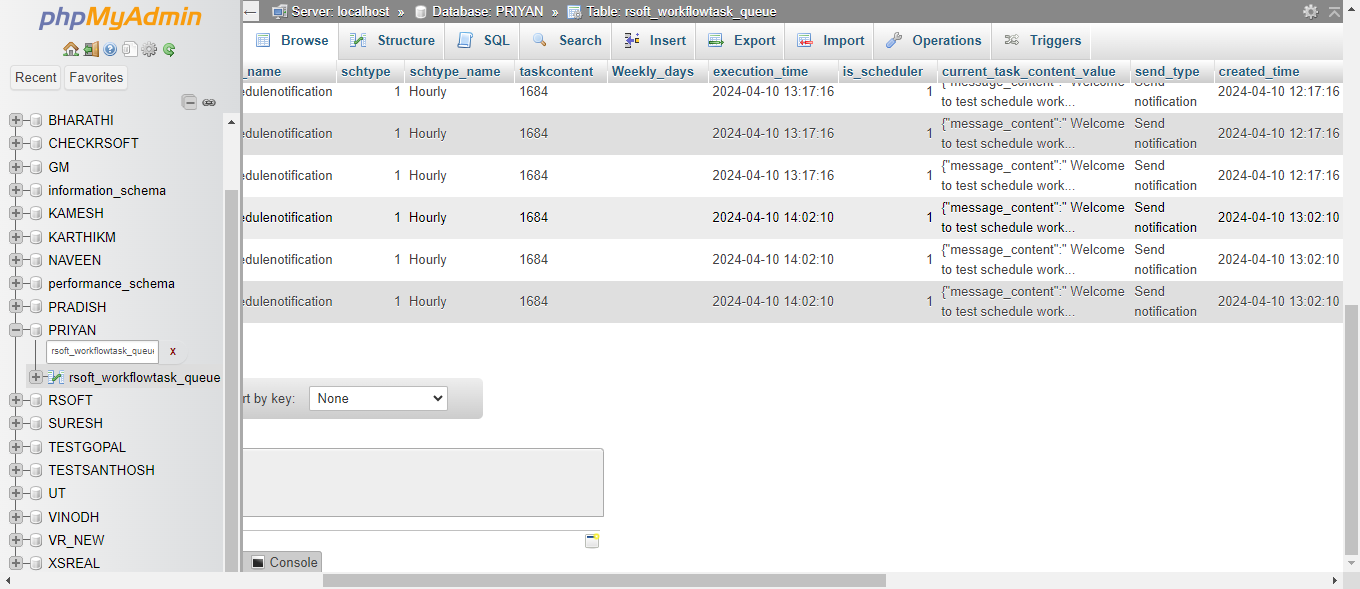 phpMyAdmin
Recent Favorites
BHARATHI
CHECKRSOFT
GM
information_schema
KAMESH
KARTHIKM
NAVEEN
performance_schema
PRADISH
PRIYAN
rsoft_workflowtask_queu x
rsoft_workflowtask_queue
RSOFT
SURESH
TESTGOPAL
TESTSANTHOSH
UT
VINODH
VR_NEW
XSREAL
Server: localhost » Database: PRIYAN » Table: rsoft_workflowtask_queue
Browse Structure SQL Search Insert Export Import Operations Triggers
_name schtype schtype_name taskcontent Weekly_days execution_time is_scheduler current_task_content_value send_type created_time
edulenotification 1 Hourly 1684 2024-04-10 13:17:16 1 {"message_content":" Welcome Send 2024-04-10 12:17:16
to test schedule work... notification
edulenotification 1 Hourly 1684 2024-04-10 13:17:16 1 {"message_content":" Welcome Send 2024-04-10 12:17:16
to test schedule work... notification
edulenotification 1 Hourly 1684 2024-04-10 13:17:16 1 {"message_content":" Welcome Send 2024-04-10 12:17:16
to test schedule work... notification
edulenotification 1 Hourly 1684 2024-04-10 14:02:10 1 {"message_content":" Welcome Send 2024-04-10 13:02:10
to test schedule work... notification
edulenotification 1 Hourly 1684 2024-04-10 14:02:10 1 {"message_content":" Welcome Send 2024-04-10 13:02:10
to test schedule work... notification
edulenotification 1 Hourly 1684 2024-04-10 14:02:10 1 {"message_content":" Welcome Send 2024-04-10 13:02:10
to test schedule work... notification
rt by key: None
Console